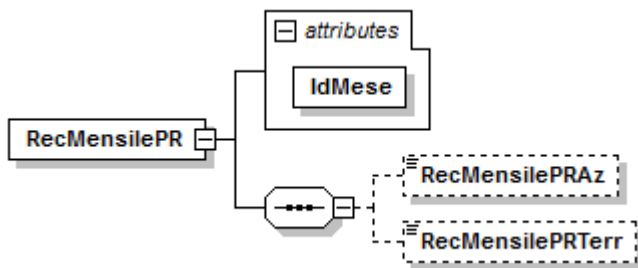 attributes
IdMese
RecMensilePR
RecMensilePRAz
RecMensilePRTerr